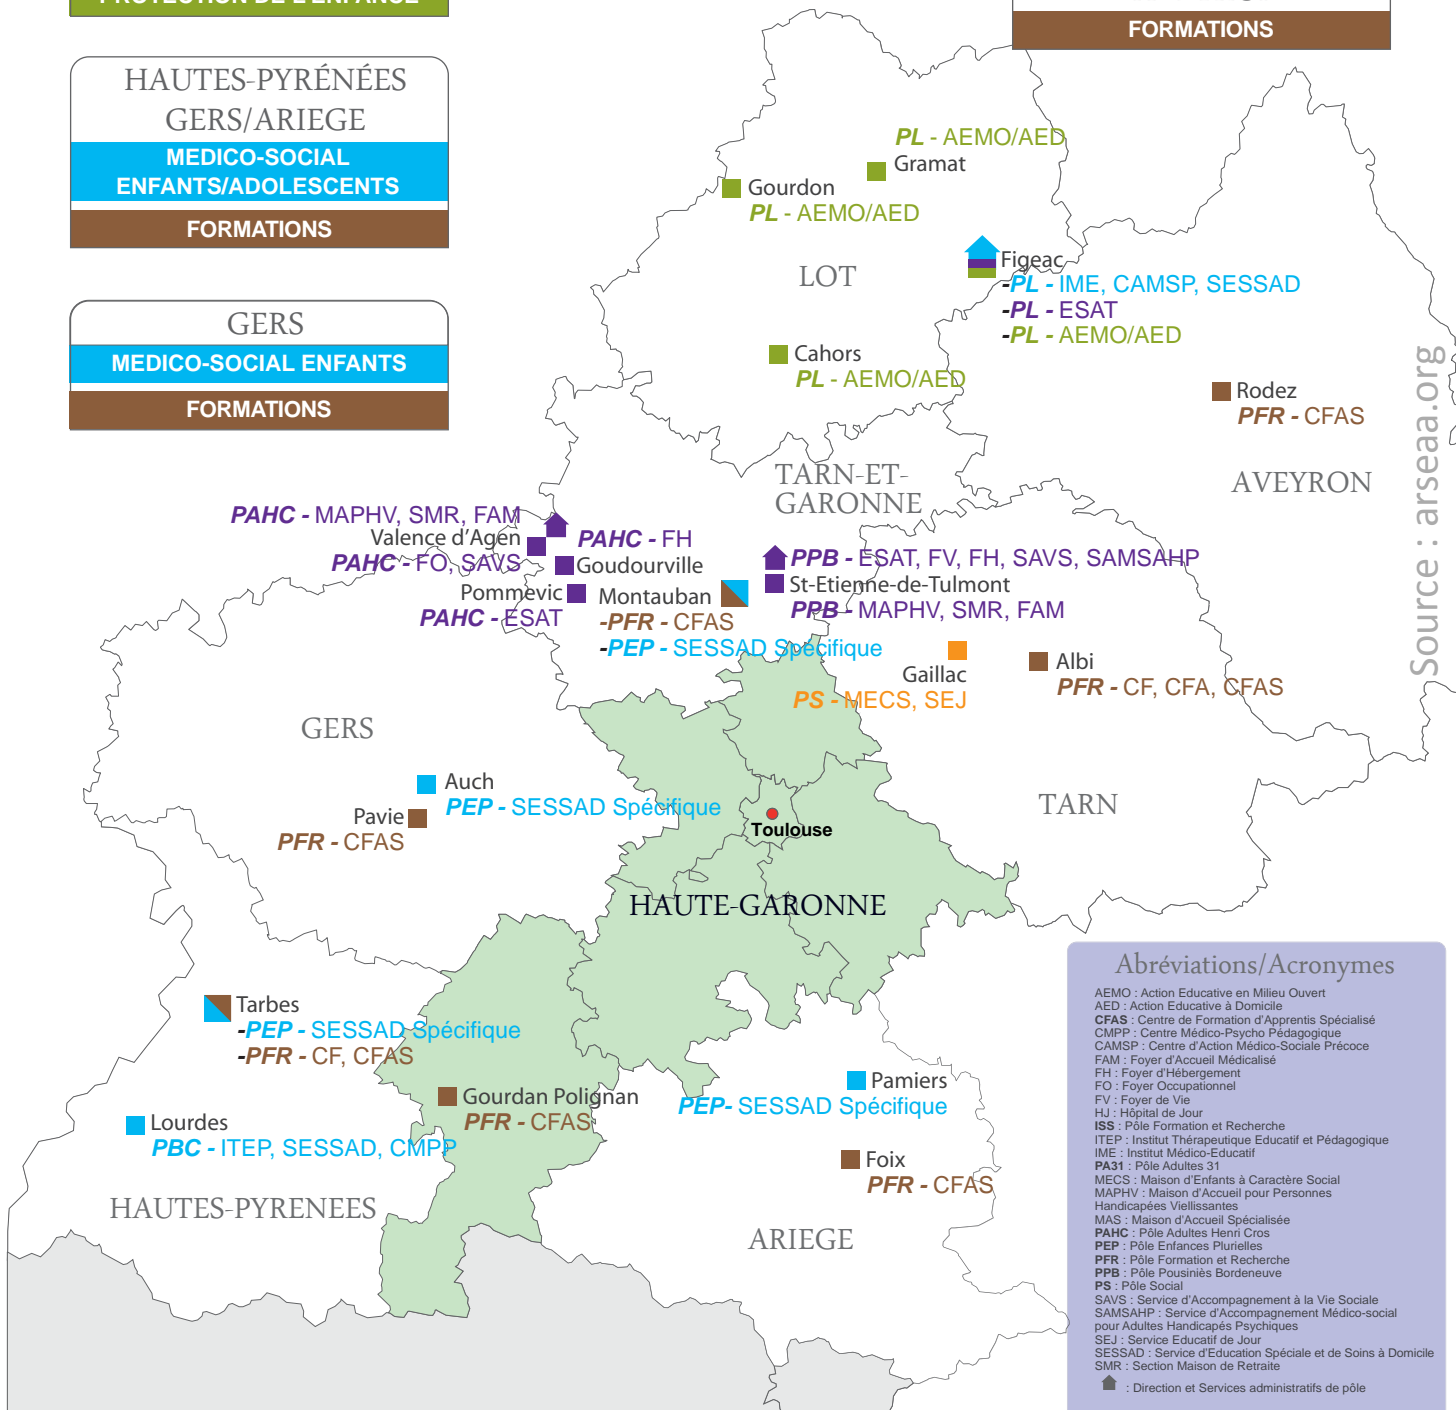 PROTECTION DE L'ENFANCE
FORMATIONS
HAUTES-PYRÉNÉES
GERS/ARIEGE
MEDICO-SOCIAL
ENFANTS/ADOLESCENTS
FORMATIONS
GERS
MEDICO-SOCIAL ENFANTS
FORMATIONS
PL - AEMO/AED
Gramat
Gourdon
PL - AEMO/AED
LOT
Figeac
-PL - IME, CAMSP, SESSAD
-PL - ESAT
-PL - AEMO/AED
Cahors
PL - AEMO/AED
Rodez
PFR - CFAS
AVEYRON
Source : arseaa.org
TARN-ET-
GARONNE
PAHC - MAPHV, SMR, FAM
Valence d'Agen
PAHC - FO, SAVS
PAHC - FH
Goudourville
Pommevic
PAHC - ESAT
Montauban
-PFR - CFAS
-PEP - SESSAD Spécifique
PPB - ESAT, FV, FH, SAVS, SAMSAHP
St-Etienne-de-Tulmont
PPB - MAPHV, SMR, FAM
Gaillac
PS - MECS, SEJ
Albi
PFR - CF, CFA, CFAS
GERS
Auch
PEP - SESSAD Spécifique
Pavie
PFR - CFAS
Toulouse
TARN
HAUTE-GARONNE
Tarbes
-PEP - SESSAD Spécifique
-PFR - CF, CFAS
Gourdan Polignan
PFR - CFAS
Lourdes
PBC - ITEP, SESSAD, CMPP
HAUTES-PYRENEES
Pamiers
PEP- SESSAD Spécifique
Foix
PFR - CFAS
ARIEGE
Abréviations/Acronymes
AEMO : Action Educative en Milieu Ouvert
AED : Action Educative à Domicile
CFAS : Centre de Formation d'Apprentis Spécialisé
CMPP : Centre Médico-Psycho Pédagogique
CAMSP : Centre d'Action Médico-Sociale Précoce
FAM : Foyer d'Accueil Médicalisé
FH : Foyer d'Hébergement
FO : Foyer Occupationnel
FV : Foyer de Vie
HJ : Hôpital de Jour
ISS : Pôle Formation et Recherche
ITEP : Institut Thérapeutique Educatif et Pédagogique
IME : Institut Médico-Educatif
PA31 : Pôle Adultes 31
MECS : Maison d'Enfants à Caractère Social
MAPHV : Maison d'Accueil pour Personnes
Handicapées Viellissantes
MAS : Maison d'Accueil Spécialisée
PAHC : Pôle Adultes Henri Cros
PEP : Pôle Enfances Plurielles
PFR : Pôle Formation et Recherche
PPB : Pôle Pousiniès Bordeneuve
PS : Pôle Social
SAVS : Service d'Accompagnement à la Vie Sociale
SAMSAHP : Service d'Accompagnement Médico-social
pour Adultes Handicapés Psychiques
SEJ : Service Educatif de Jour
SESSAD : Service d'Education Spéciale et de Soins à Domicile
SMR : Section Maison de Retraite
: Direction et Services administratifs de pôle